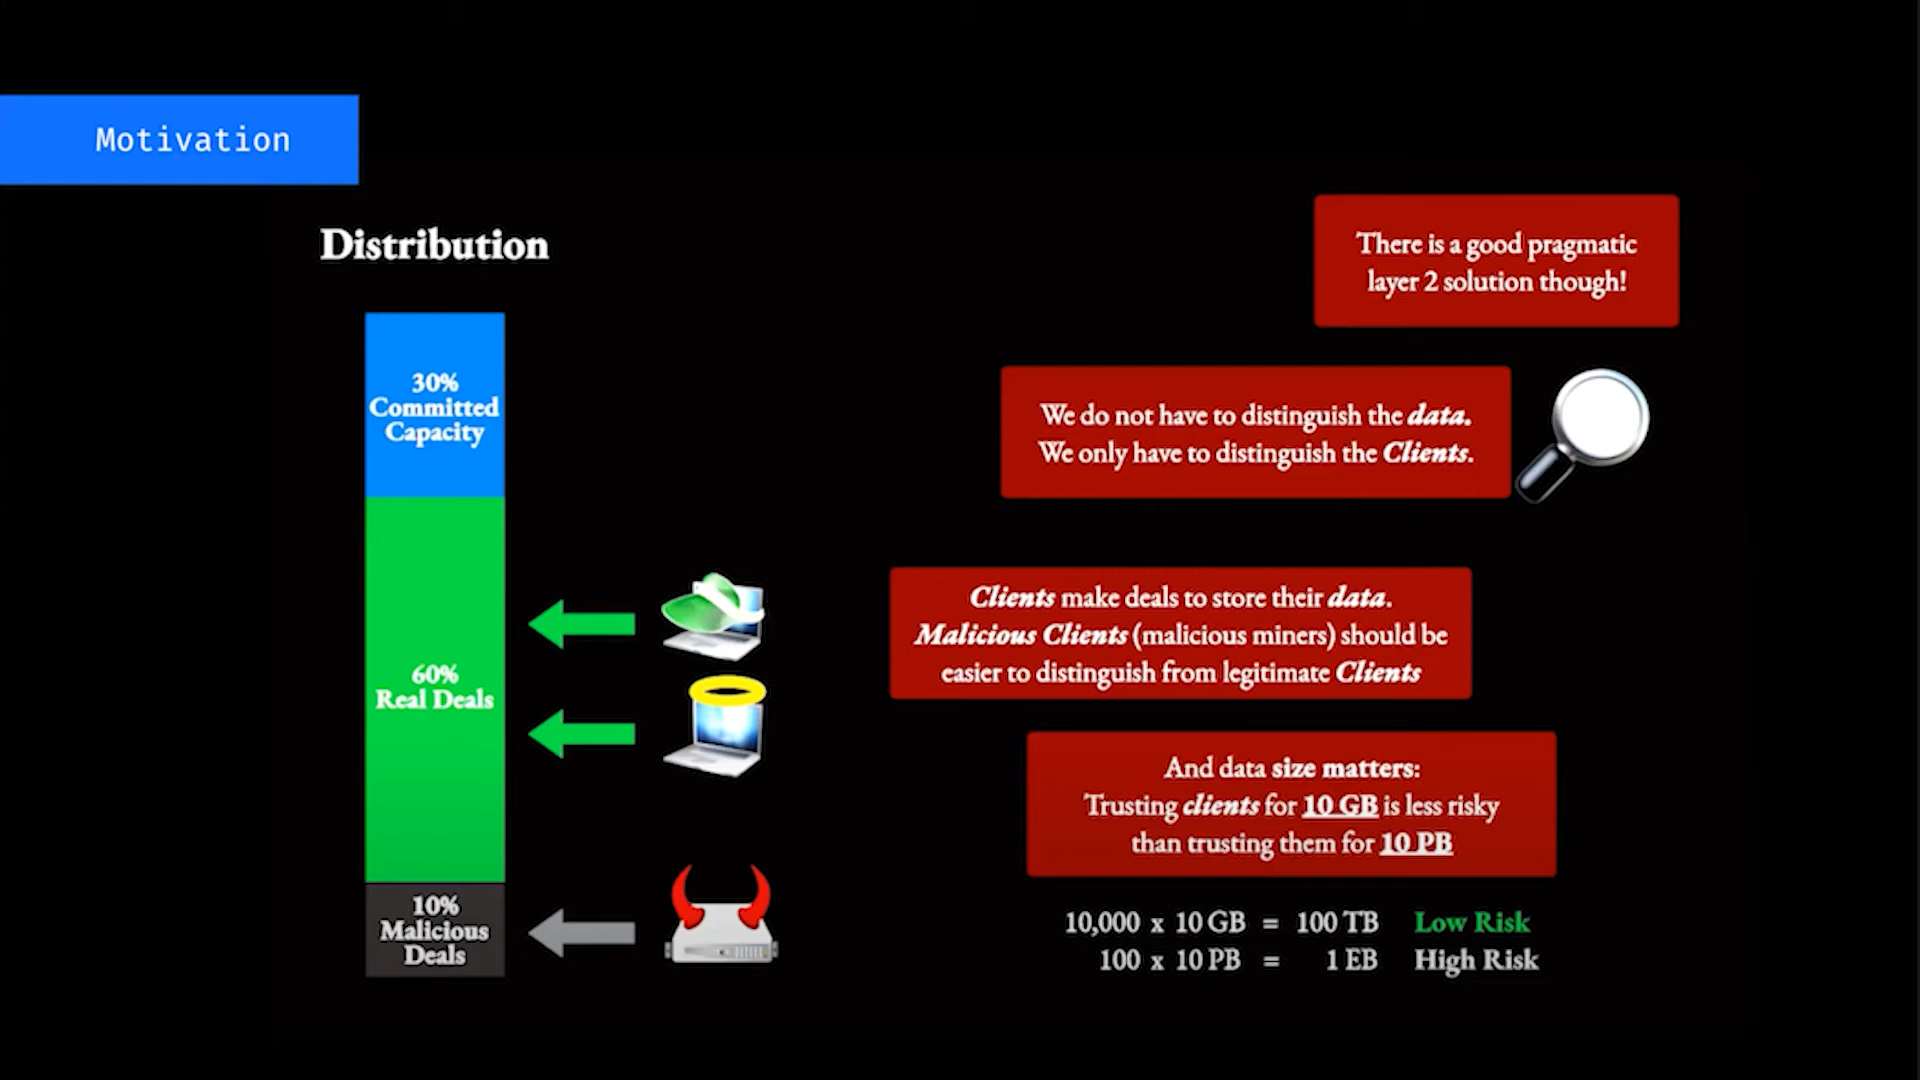 Motivation
Distribution
30%
Committed
Capacity
60%
Real Deals
10%
Malicious
Deals
There is a good pragmatic
layer 2 solution though!
We do not have to distinguish the data.
We only have to distinguish the Clients.
Clients make deals to store their data.
Malicious Clients (malicious miners) should be
easier to distinguish from legitimate Clients
And data size matters:
Trusting clients for 10 GB is less risky
than trusting them for 10 PB
10,000 x 10 GB = 100 TB Low Risk
100 x 10 PB = 1 EB High Risk